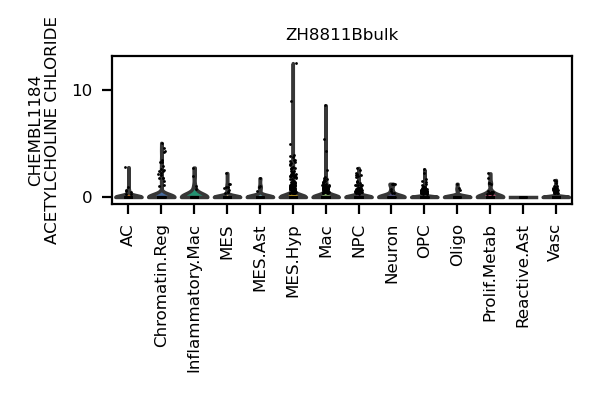 ZH8811Bbulk
CHEMBL1184
ACETYLCHOLINE CHLORIDE
10
0
AC
Chromatin.Reg
Inflammatory.Mac
MES
MES.Ast
MES.Hyp
Mac
NPC
Neuron
OPC
Oligo
Prolif.Metab
Reactive.Ast
Vasc